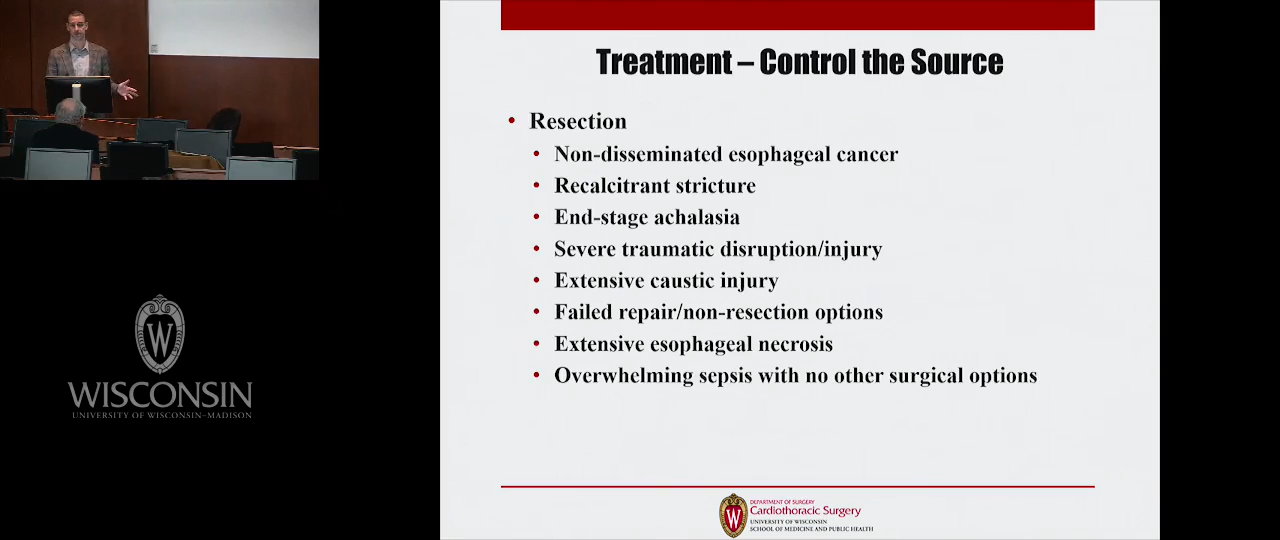 Treatment – Control the Source
• Resection
• Non-disseminated esophageal cancer
• Recalcitrant stricture
• End-stage achalasia
• Severe traumatic disruption/injury
• Extensive caustic injury
• Failed repair/non-resection options
• Extensive esophageal necrosis
• Overwhelming sepsis with no other surgical options
W
WISCONSIN
UNIVERSITY OF WISCONSIN–MADISON
W
DEPARTMENT OF SURGERY
Cardiothoracic Surgery
UNIVERSITY OF WISCONSIN
SCHOOL OF MEDICINE AND PUBLIC HEALTH